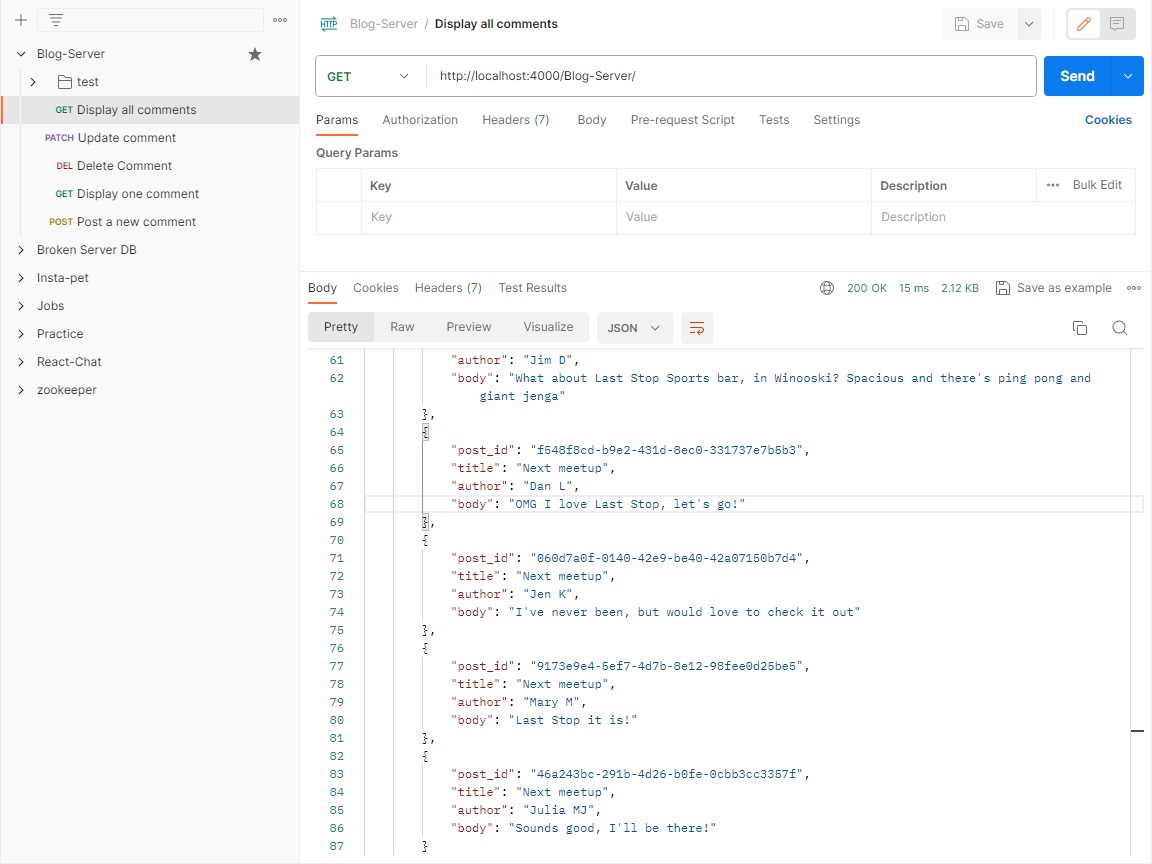 HTTP Blog-Server / Display all comments Save
Blog-Server
test
GET Display all comments
PATCH Update comment
DEL Delete Comment
GET Display one comment
POST Post a new comment
Broken Server DB
Insta-pet
Jobs
Practice
React-Chat
zookeeper
GET http://localhost:4000/Blog-Server/ Send
Params Authorization Headers (7) Body Pre-request Script Tests Settings Cookies
Query Params
Key Value Description Bulk Edit
Key Value Description
Body Cookies Headers (7) Test Results 200 OK 15 ms 2.12 KB Save as example
Pretty Raw Preview Visualize JSON
61 "author": "Jim D",
62 "body": "What about Last Stop Sports bar, in Winooski? Spacious and there's ping pong and
giant jenga"
63 },
64 {
65 "post_id": "f548f8cd-b9e2-431d-8ec0-331737e7b5b3",
66 "title": "Next meetup",
67 "author": "Dan L",
68 "body": "OMG I love Last Stop, let's go!"
69 },
70 {
71 "post_id": "060d7a0f-0140-42e9-be40-42a07150b7d4",
72 "title": "Next meetup",
73 "author": "Jen K",
74 "body": "I've never been, but would love to check it out"
75 },
76 {
77 "post_id": "9173e9e4-5ef7-4d7b-8e12-98fee0d25be5",
78 "title": "Next meetup",
79 "author": "Mary M",
80 "body": "Last Stop it is!"
81 },
82 {
83 "post_id": "46a243bc-291b-4d26-b0fe-0cbb3cc3357f",
84 "title": "Next meetup",
85 "author": "Julia MJ",
86 "body": "Sounds good, I'll be there!"
87 }